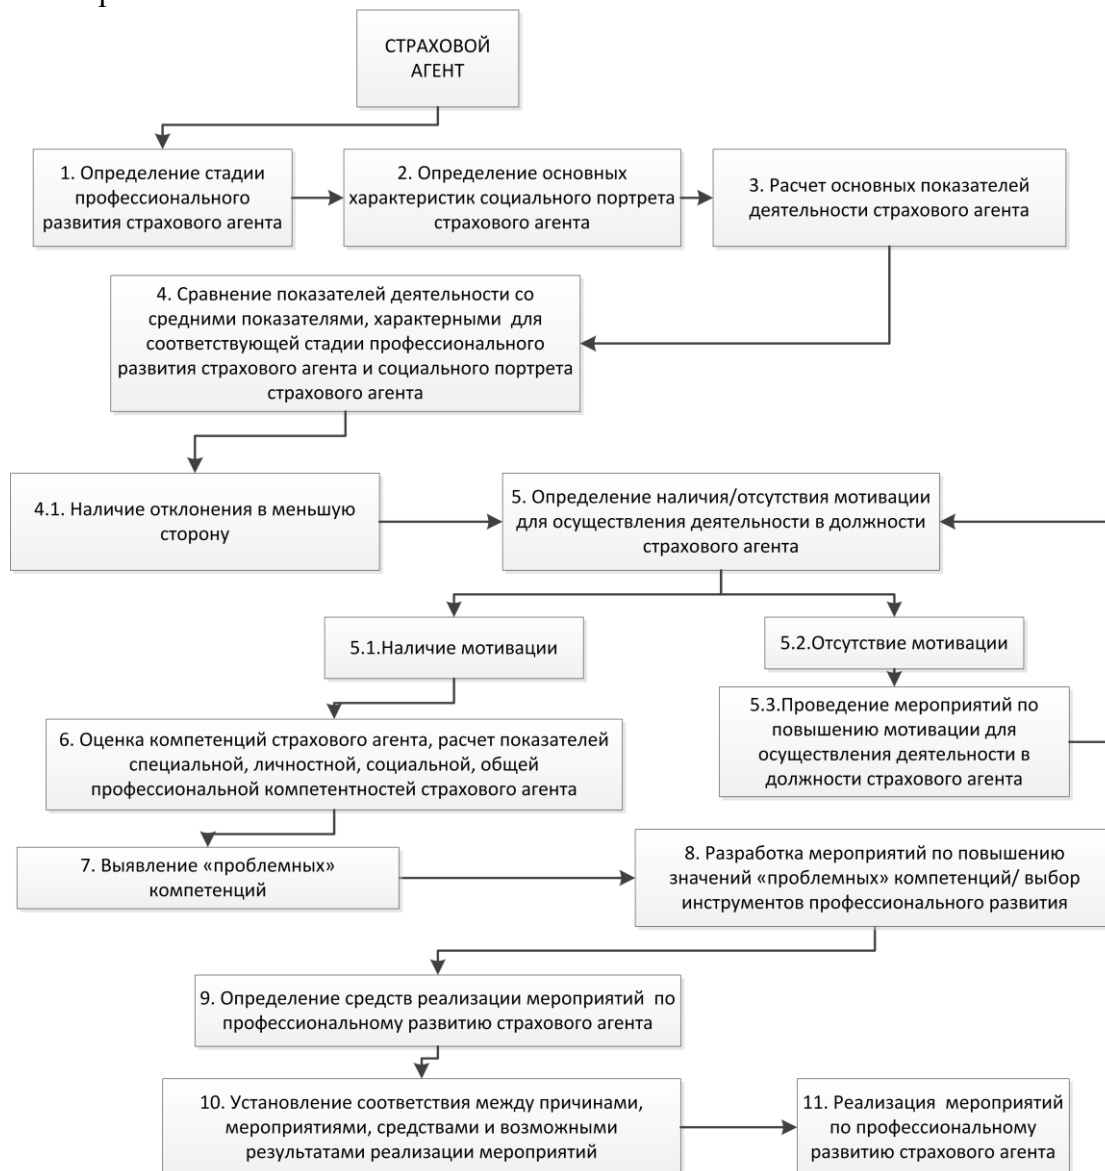 СТРАХОВОЙ
АГЕНТ
1. Определение стадии
профессионального
развития страхового агента
2. Определение основных
характеристик социального портрета
страхового агента
3. Расчет основных показателей
деятельности страхового агента
4. Сравнение показателей деятельности со
средними показателями, характерными для
соответствующей стадии профессионального
развития страхового агента и социального портрета
страхового агента
4.1. Наличие отклонения в меньшую
сторону
5. Определение наличия/отсутствия мотивации
для осуществления деятельности в должности
страхового агента
5.1.Наличие мотивации
5.2.Отсутствие мотивации
5.3.Проведение мероприятий по
повышению мотивации для
осуществления деятельности в
должности страхового агента
6. Оценка компетенций страхового агента, расчет показателей
специальной, личностной, социальной, общей
профессиональной компетентностей страхового агента
7. Выявление «проблемных»
компетенций
8. Разработка мероприятий по повышению
значений «проблемных» компетенций/ выбор
инструментов профессионального развития
9. Определение средств реализации мероприятий по
профессиональному развитию страхового агента
10. Установление соответствия между причинами,
мероприятиями, средствами и возможными
результатами реализации мероприятий
11. Реализация мероприятий
по профессиональному
развитию страхового агента